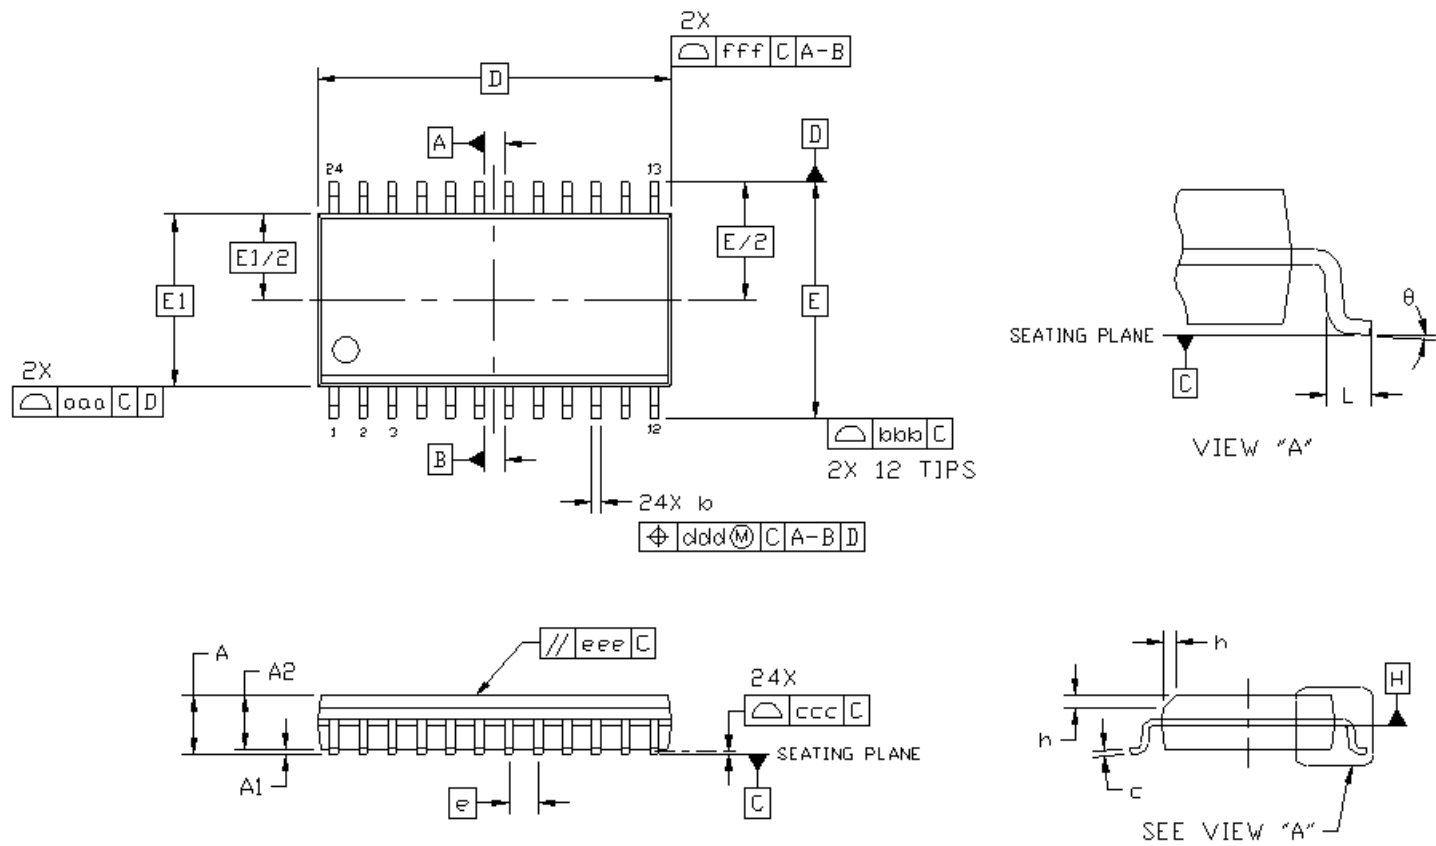 2X
fff C A-B
D
A
D
24
13
E1/2
E/2
E1
E
2X
aaa C D
1 2 3
12
B
bbb C
2X 12 TIPS
24X b
ddd Ⓜ C A-B D
θ
SEATING PLANE
C
L
VIEW "A"
// eee C
A
A2
24X
ccc C
SEATING PLANE
A1
e
C
h
H
h
c
SEE VIEW "A"